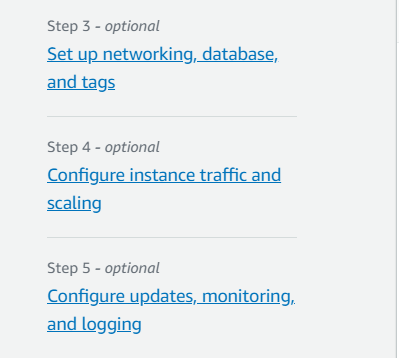 Step 3 - optional
Set up networking, database,
and tags
Step 4 - optional
Configure instance traffic and
scaling
Step 5 - optional
Configure updates, monitoring,
and logging